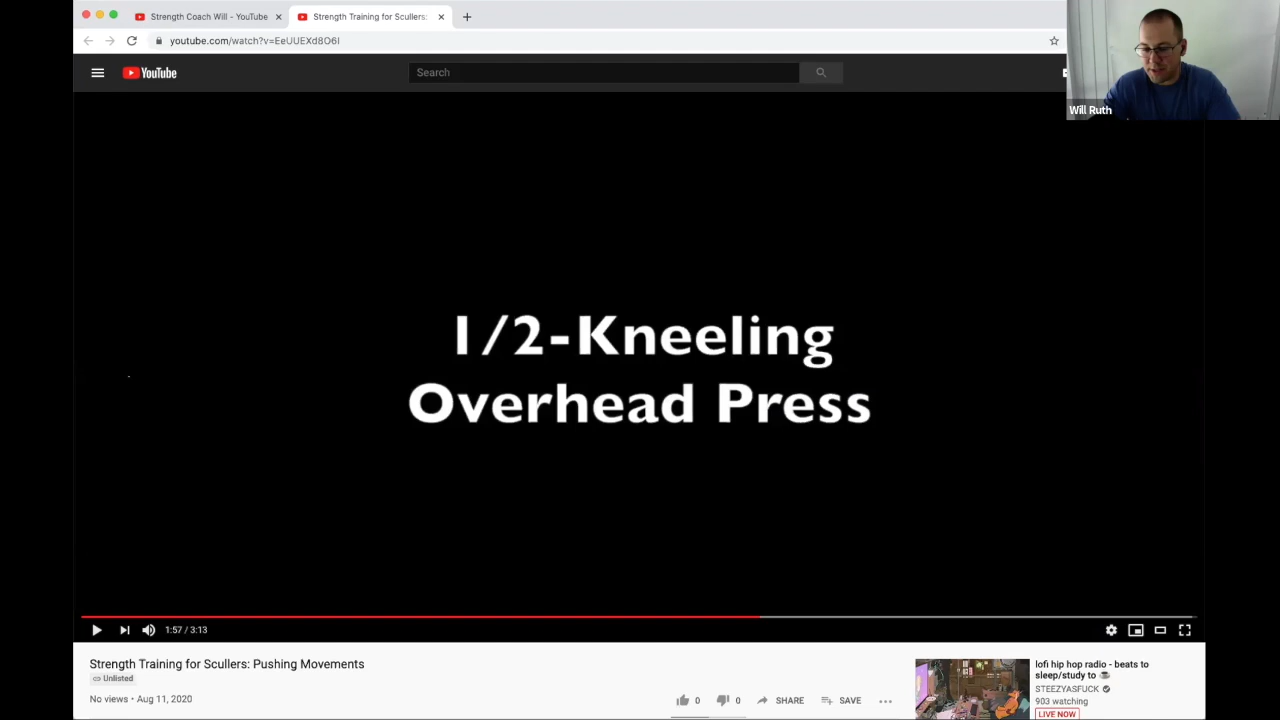 Strength Coach Will - YouTube
Strength Training for Scullers:
youtube.com/watch?v=EeUUEXd8O6I
YouTube
Search
Will Ruth
1/2-Kneeling
Overhead Press
1:57 / 3:13
Strength Training for Scullers: Pushing Movements
Unlisted
No views • Aug 11, 2020
0
0
SHARE
SAVE
lofi hip hop radio - beats to
sleep/study to
STEEZYASFUCK
903 watching
LIVE NOW